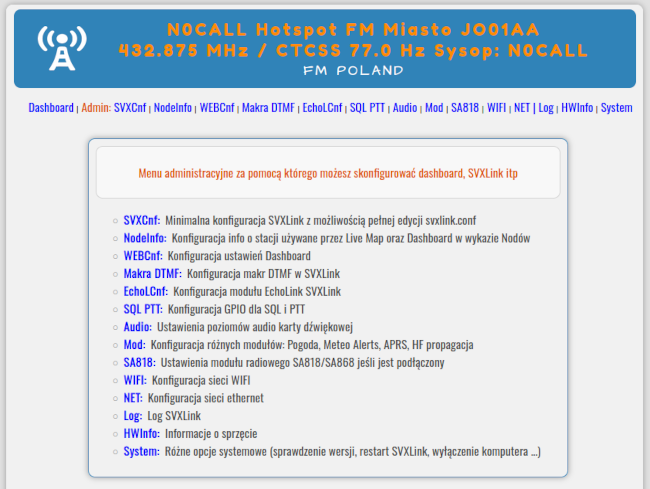 N0CALL Hotspot FM Miasto JO01AA
432.875 MHz / CTCSS 77.0 Hz Sysop: N0CALL
FM POLAND
Dashboard | Admin: SVXCnf | NodeInfo | WEBCnf | Makra DTMF | EchoLCnf | SQL PTT | Audio | Mod | SA818 | WIFI | NET | Log | HWInfo | System
Menu administracyjne za pomocą którego możesz skonfigurować dashboard, SVXLink itp
SVXCnf: Minimalna konfiguracja SVXLink z możliwością pełnej edycji svxlink.conf
NodeInfo: Konfiguracja info o stacji używane przez Live Map oraz Dashboard w wykazie Nodów
WEBCnf: Konfiguracja ustawień Dashboard
Makra DTMF: Konfiguracja makr DTMF w SVXLink
EchoLCnf: Konfiguracja modułu EchoLink SVXLink
SQL PTT: Konfiguracja GPIO dla SQL i PTT
Audio: Ustawienia poziomów audio karty dźwiękowej
Mod: Konfiguracja różnych modułów: Pogoda, Meteo Alerts, APRS, HF propagacja
SA818: Ustawienia modułu radiowego SA818/SA868 jeśli jest podłączony
WIFI: Konfiguracja sieci WIFI
NET: Konfiguracja sieci ethernet
Log: Log SVXLink
HWInfo: Informacje o sprzęcie
System: Różne opcje systemowe (sprawdzenie wersji, restart SVXLink, wyłączenie komputera ...)